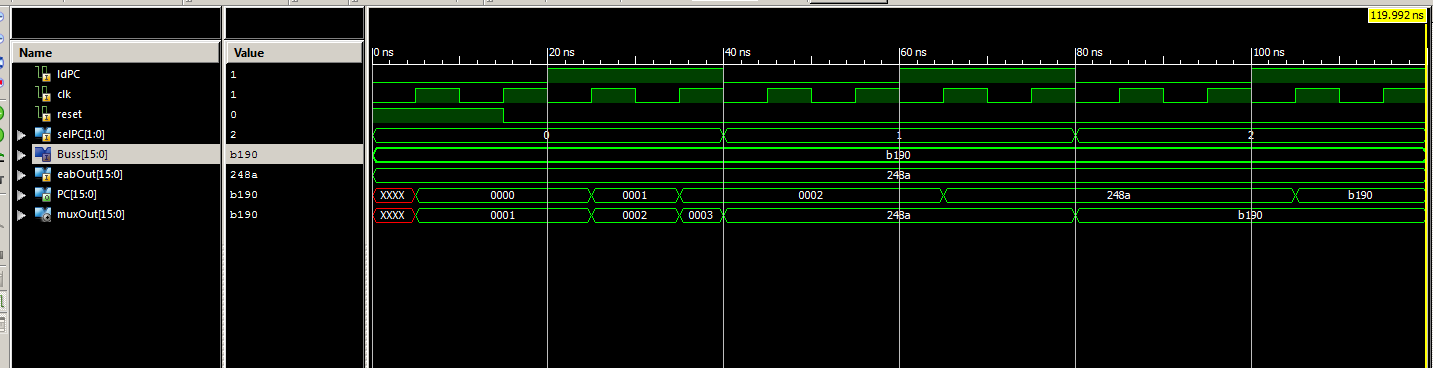 119.992 ns
Name Value 0 ns 20 ns 40 ns 60 ns 80 ns 100 ns
ldPC 1
clk 1
reset 0
selPC[1:0] 2 0 1 2
Buss[15:0] b190 b190
eabOut[15:0] 248a 248a
PC[15:0] b190 XXXX 0000 0001 0002 248a b190
muxOut[15:0] b190 XXXX 0001 0002 0003 248a b190